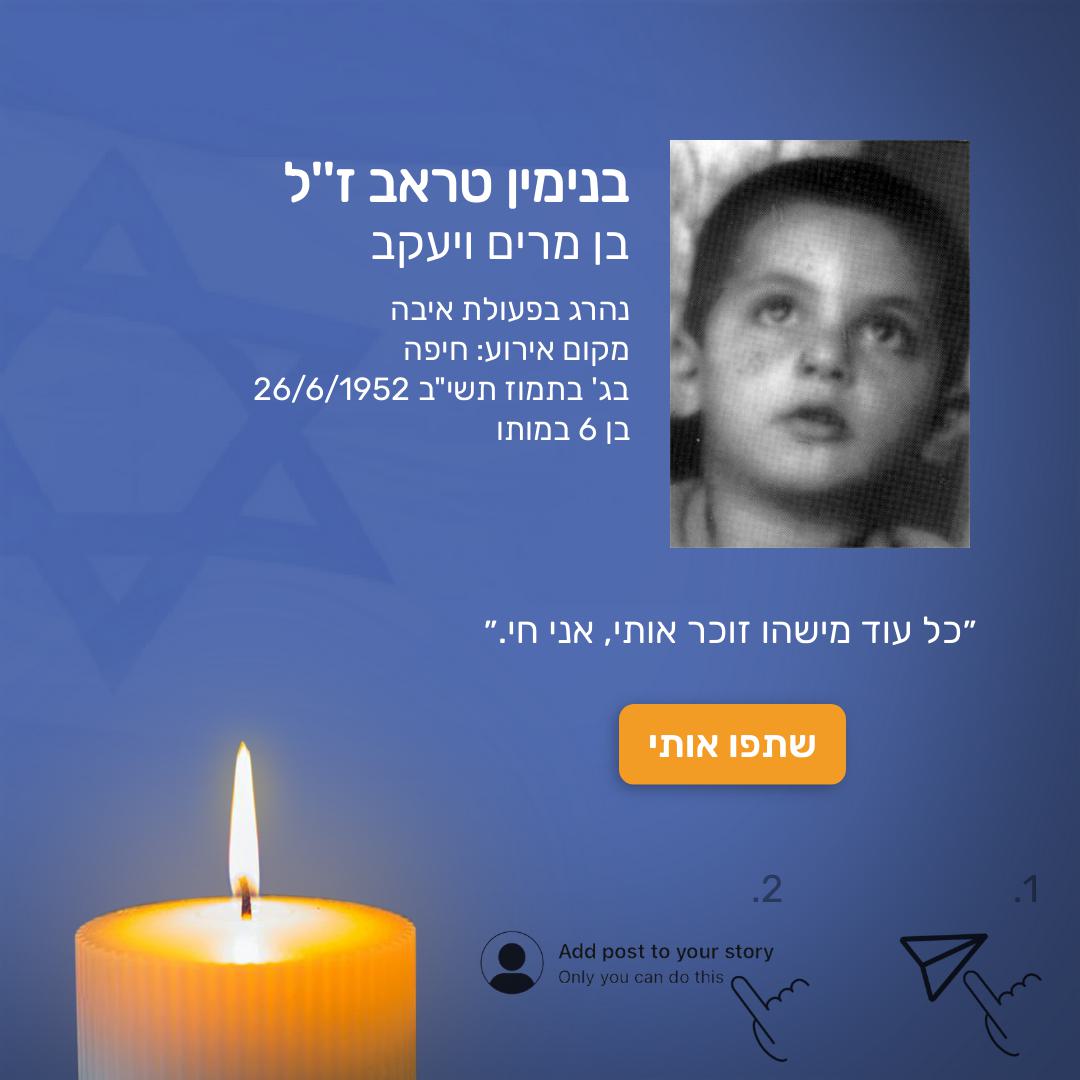 בנימין טראב ז"ל
בן מרים ויעקב
נהרג בפעולת איבה
מקום אירוע: חיפה
בג' בתמוז תשי"ב 26/6/1952
בן 6 במותו
״כל עוד מישהו זוכר אותי, אני חי.״
שתפו אותי
.1
.2
Add post to your story
Only you can do this